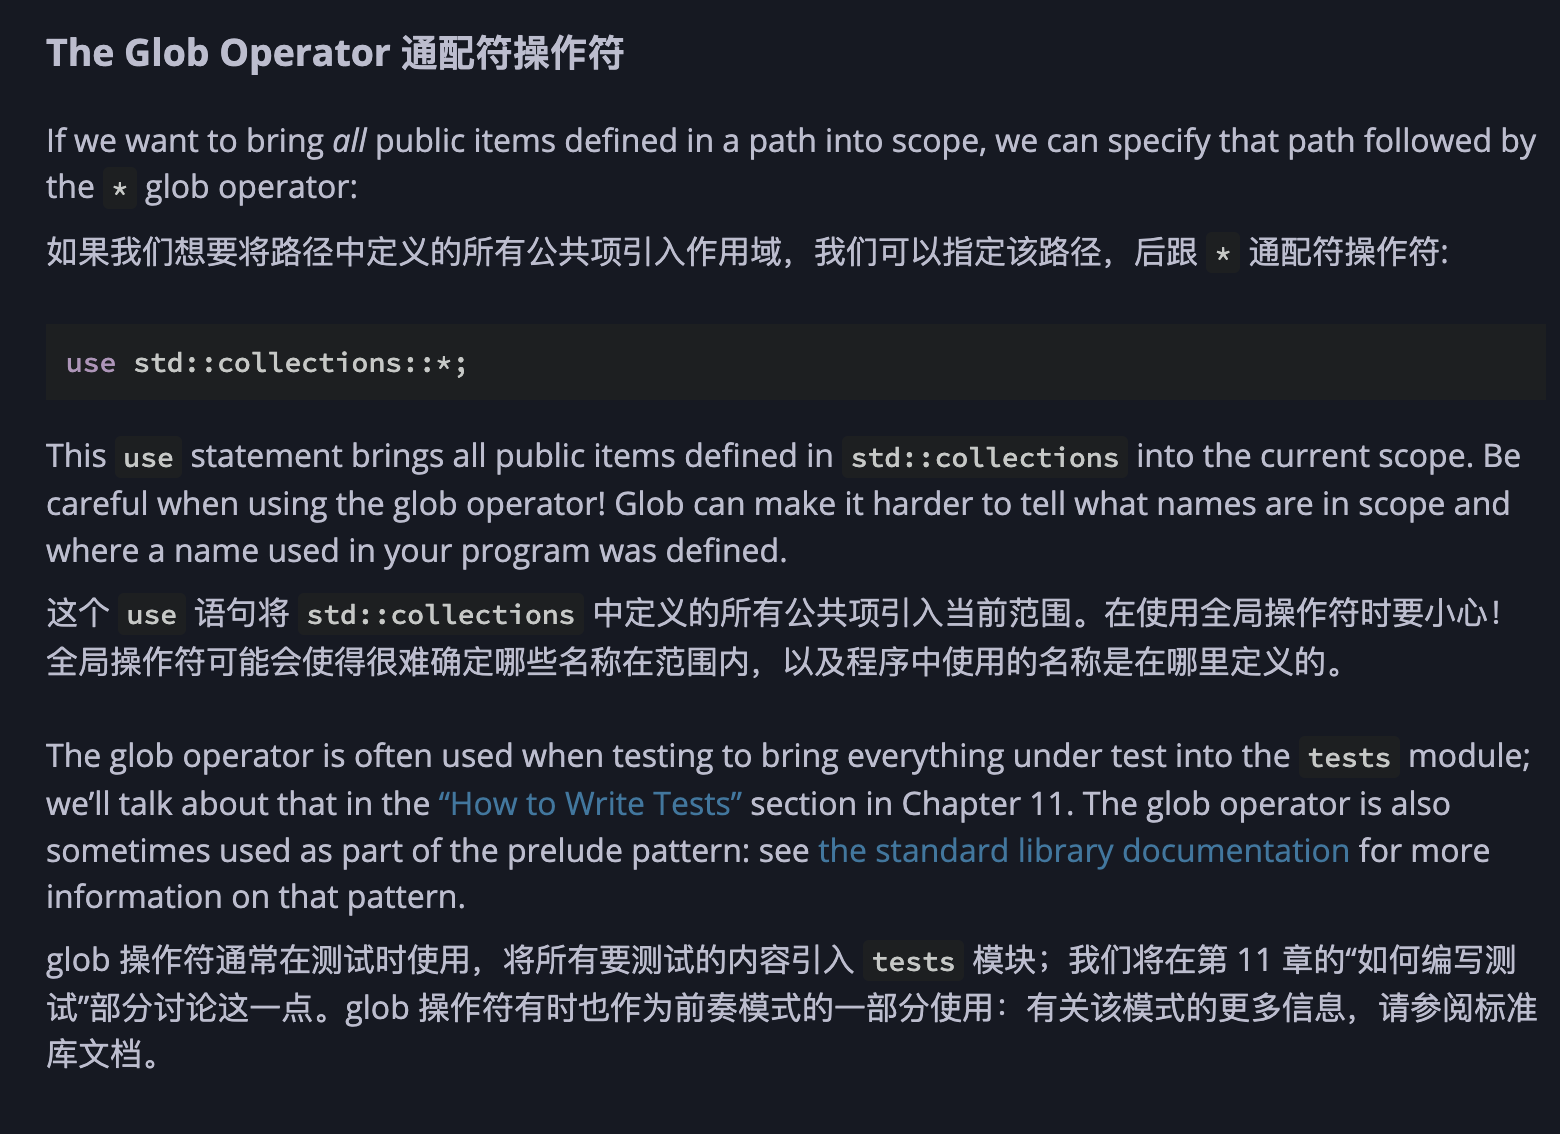 The Glob Operator 通配符操作符
If we want to bring all public items defined in a path into scope, we can specify that path followed by
the * glob operator:
如果我们想要将路径中定义的所有公共项引入作用域，我们可以指定该路径，后跟 * 通配符操作符:
use std::collections::*;
This use statement brings all public items defined in std::collections into the current scope. Be
careful when using the glob operator! Glob can make it harder to tell what names are in scope and
where a name used in your program was defined.
这个 use 语句将 std::collections 中定义的所有公共项引入当前范围。在使用全局操作符时要小心！
全局操作符可能会使得很难确定哪些名称在范围内，以及程序中使用的名称是在哪里定义的。
The glob operator is often used when testing to bring everything under test into the tests module;
we’ll talk about that in the “How to Write Tests” section in Chapter 11. The glob operator is also
sometimes used as part of the prelude pattern: see the standard library documentation for more
information on that pattern.
glob 操作符通常在测试时使用，将所有要测试的内容引入 tests 模块；我们将在第 11 章的“如何编写测
试”部分讨论这一点。glob 操作符有时也作为前奏模式的一部分使用：有关该模式的更多信息，请参阅标准
库文档。